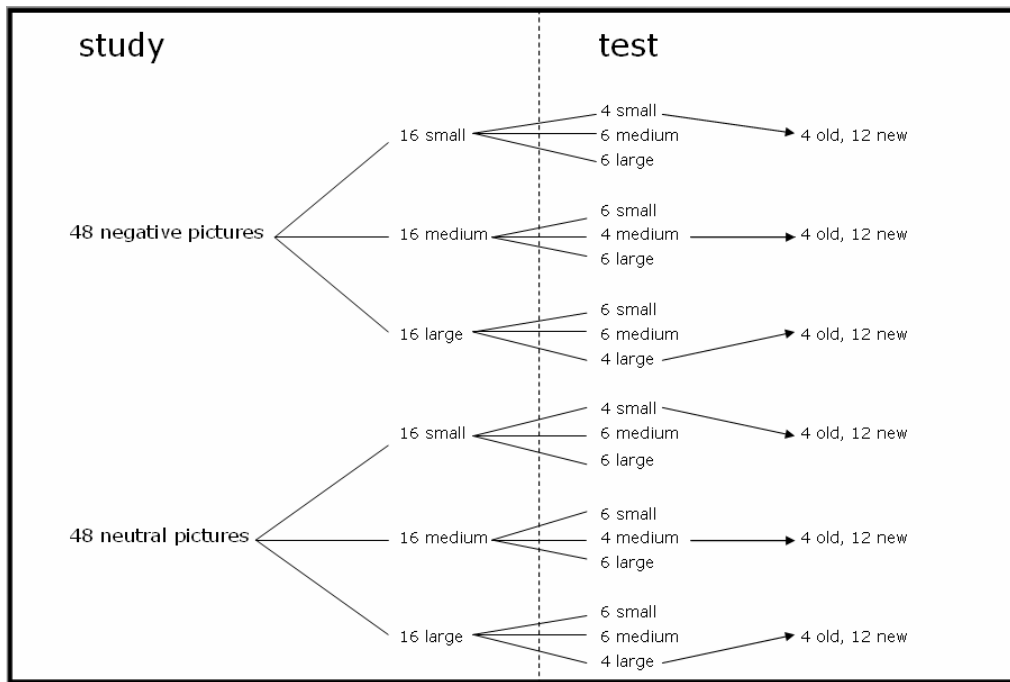 study
test
48 negative pictures
16 small
4 small
6 medium
6 large
4 old, 12 new
16 medium
6 small
4 medium
6 large
4 old, 12 new
16 large
6 small
6 medium
4 large
4 old, 12 new
48 neutral pictures
16 small
4 small
6 medium
6 large
4 old, 12 new
16 medium
6 small
4 medium
6 large
4 old, 12 new
16 large
6 small
6 medium
4 large
4 old, 12 new